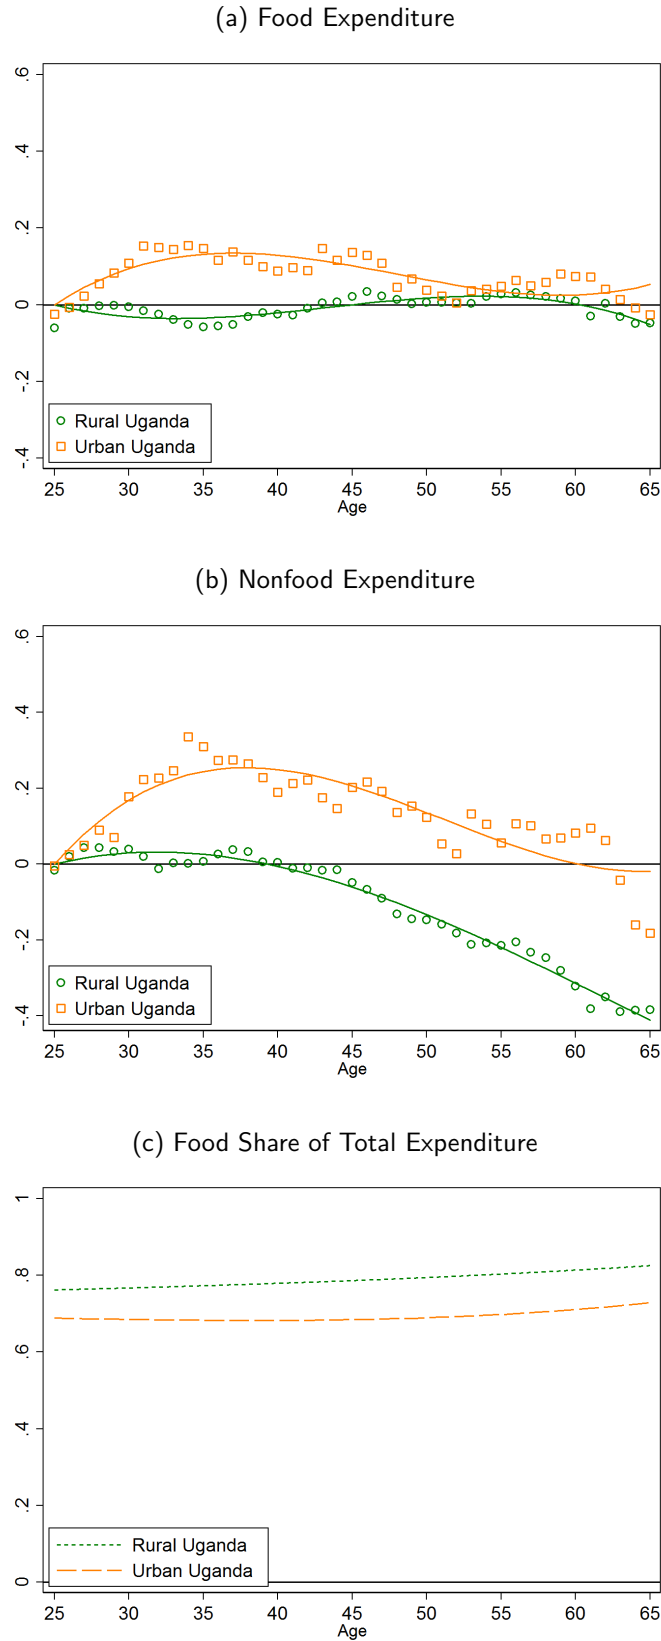 (a) Food Expenditure
.6
.4
.2
0
-.2
-.4
Rural Uganda
Urban Uganda
25 30 35 40 45 50 55 60 65
Age
(b) Nonfood Expenditure
.6
.4
.2
0
-.2
-.4
Rural Uganda
Urban Uganda
25 30 35 40 45 50 55 60 65
Age
(c) Food Share of Total Expenditure
1
.8
.6
.4
.2
0
Rural Uganda
Urban Uganda
25 30 35 40 45 50 55 60 65
Age